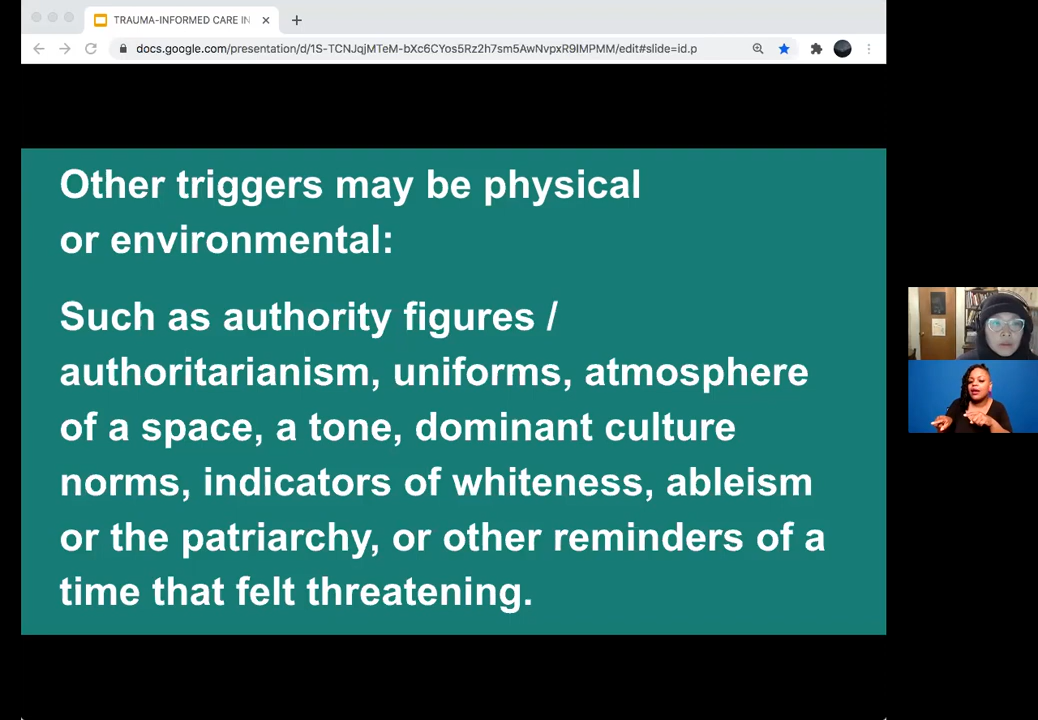 TRAUMA-INFORMED CARE IN
docs.google.com/presentation/d/1S-TCNJqjMTeM-bXc6CYos5Rz2h7sm5AwNvpxR9IMPMM/edit#slide=id.p
Other triggers may be physical
or environmental:
Such as authority figures /
authoritarianism, uniforms, atmosphere
of a space, a tone, dominant culture
norms, indicators of whiteness, ableism
or the patriarchy, or other reminders of a
time that felt threatening.